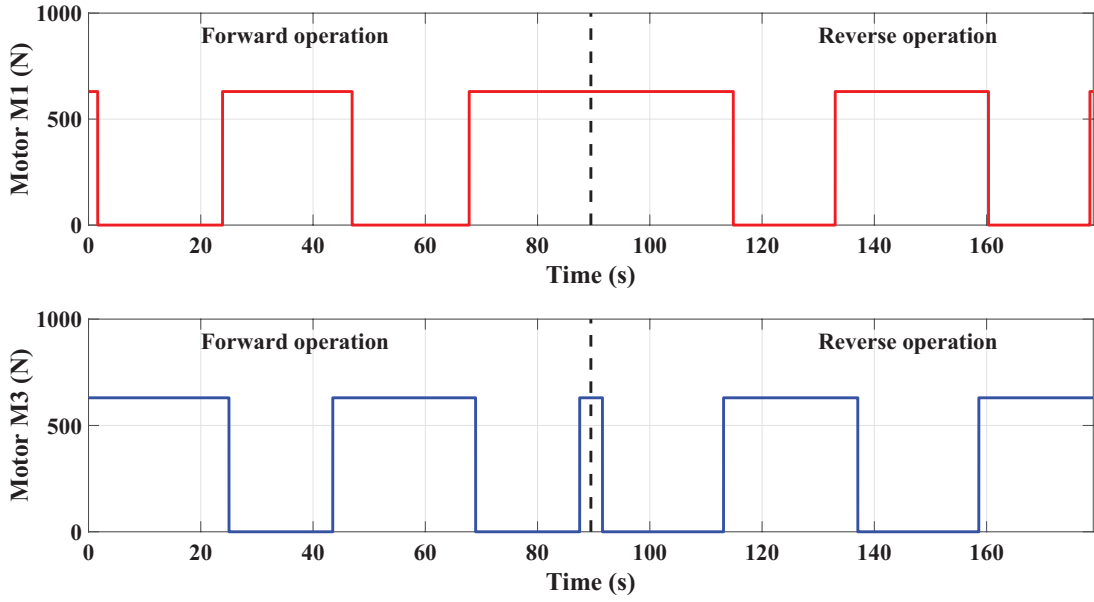 1000
Forward operation Reverse operation
Motor M1 (N)
500
0
0 20 40 60 80 100 120 140 160
Time (s)
1000
Forward operation Reverse operation
Motor M3 (N)
500
0
0 20 40 60 80 100 120 140 160
Time (s)